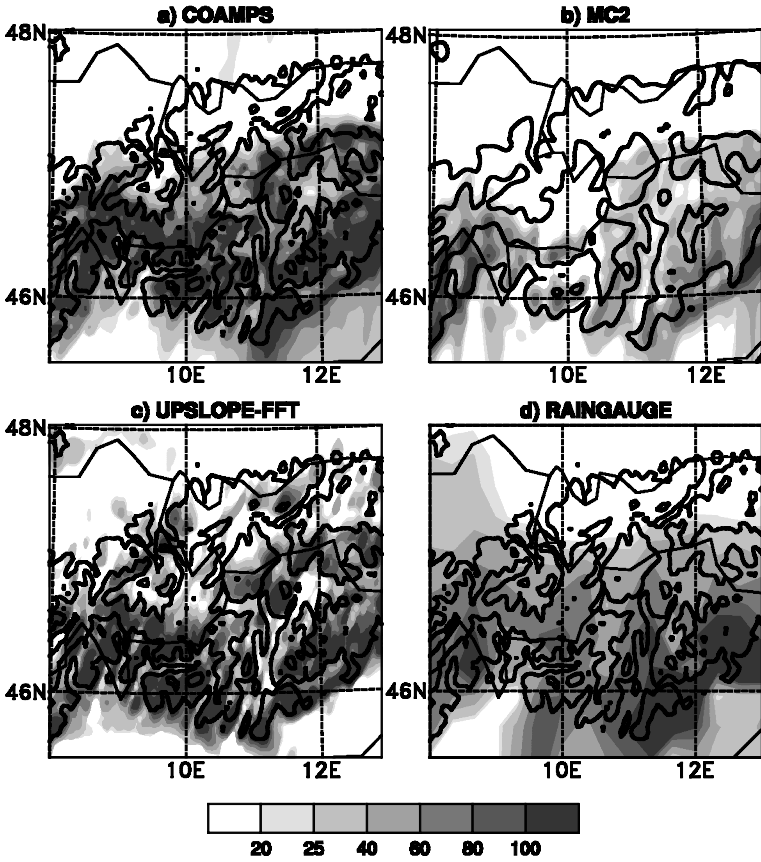 a) COAMPS
b) MC2
48N
48N
46N
46N
10E 12E
10E 12E
c) UPSLOPE-FFT
d) RAINGAUGE
48N
48N
46N
46N
10E 12E
10E 12E
20 25 40 60 80 100